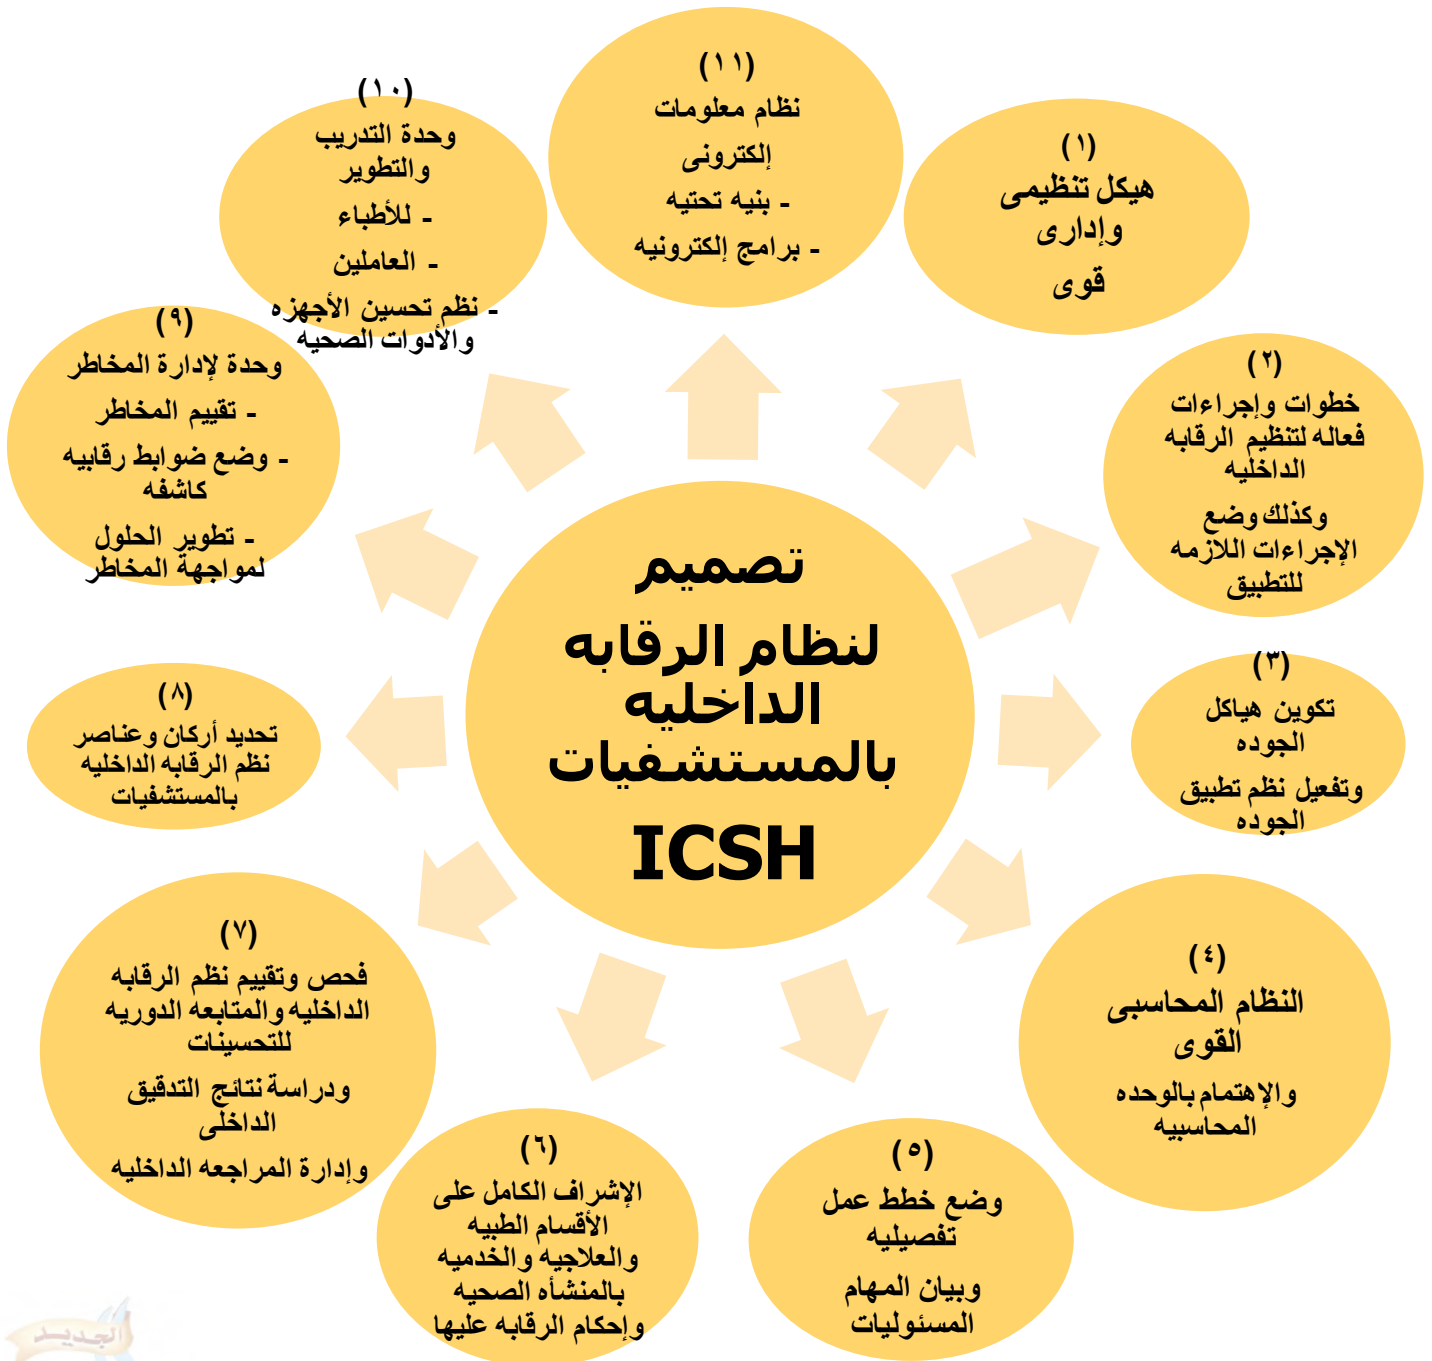 تصميم
لنظام الرقابه
الداخليه
بالمستشفيات
ICSH
(١)
هيكل تنظيمى
وإدارى
قوى
(٢)
خطوات وإجراءات
فعاله لتنظيم الرقابه
الداخليه
وكذلك وضع
الإجراءات اللازمه
للتطبيق
(٣)
تكوين هياكل
الجوده
وتفعيل نظم تطبيق
الجوده
(٤)
النظام المحاسبى
القوى
والإهتمام بالوحده
المحاسبيه
(٥)
وضع خطط عمل
تفصيليه
وبيان المهام
المسئوليات
(٦)
الإشراف الكامل على
الأقسام الطبيه
والعلاجيه والخدميه
بالمنشأه الصحيه
وإحكام الرقابه عليها
(٧)
فحص وتقييم نظم الرقابه
الداخليه والمتابعه الدوريه
للتحسينات
ودراسة نتائج التدقيق
الداخلى
وإدارة المراجعه الداخليه
(٨)
تحديد أركان وعناصر
نظم الرقابه الداخليه
بالمستشفيات
(٩)
وحدة لإدارة المخاطر
- تقييم المخاطر
- وضع ضوابط رقابيه
كاشفه
- تطوير الحلول
لمواجهة المخاطر
(١٠)
وحدة التدريب
والتطوير
- للأطباء
- العاملين
- نظم تحسين الأجهزه
والأدوات الصحيه
(١١)
نظام معلومات
إلكترونى
- بنيه تحتيه
- برامج إلكترونيه
الجديد